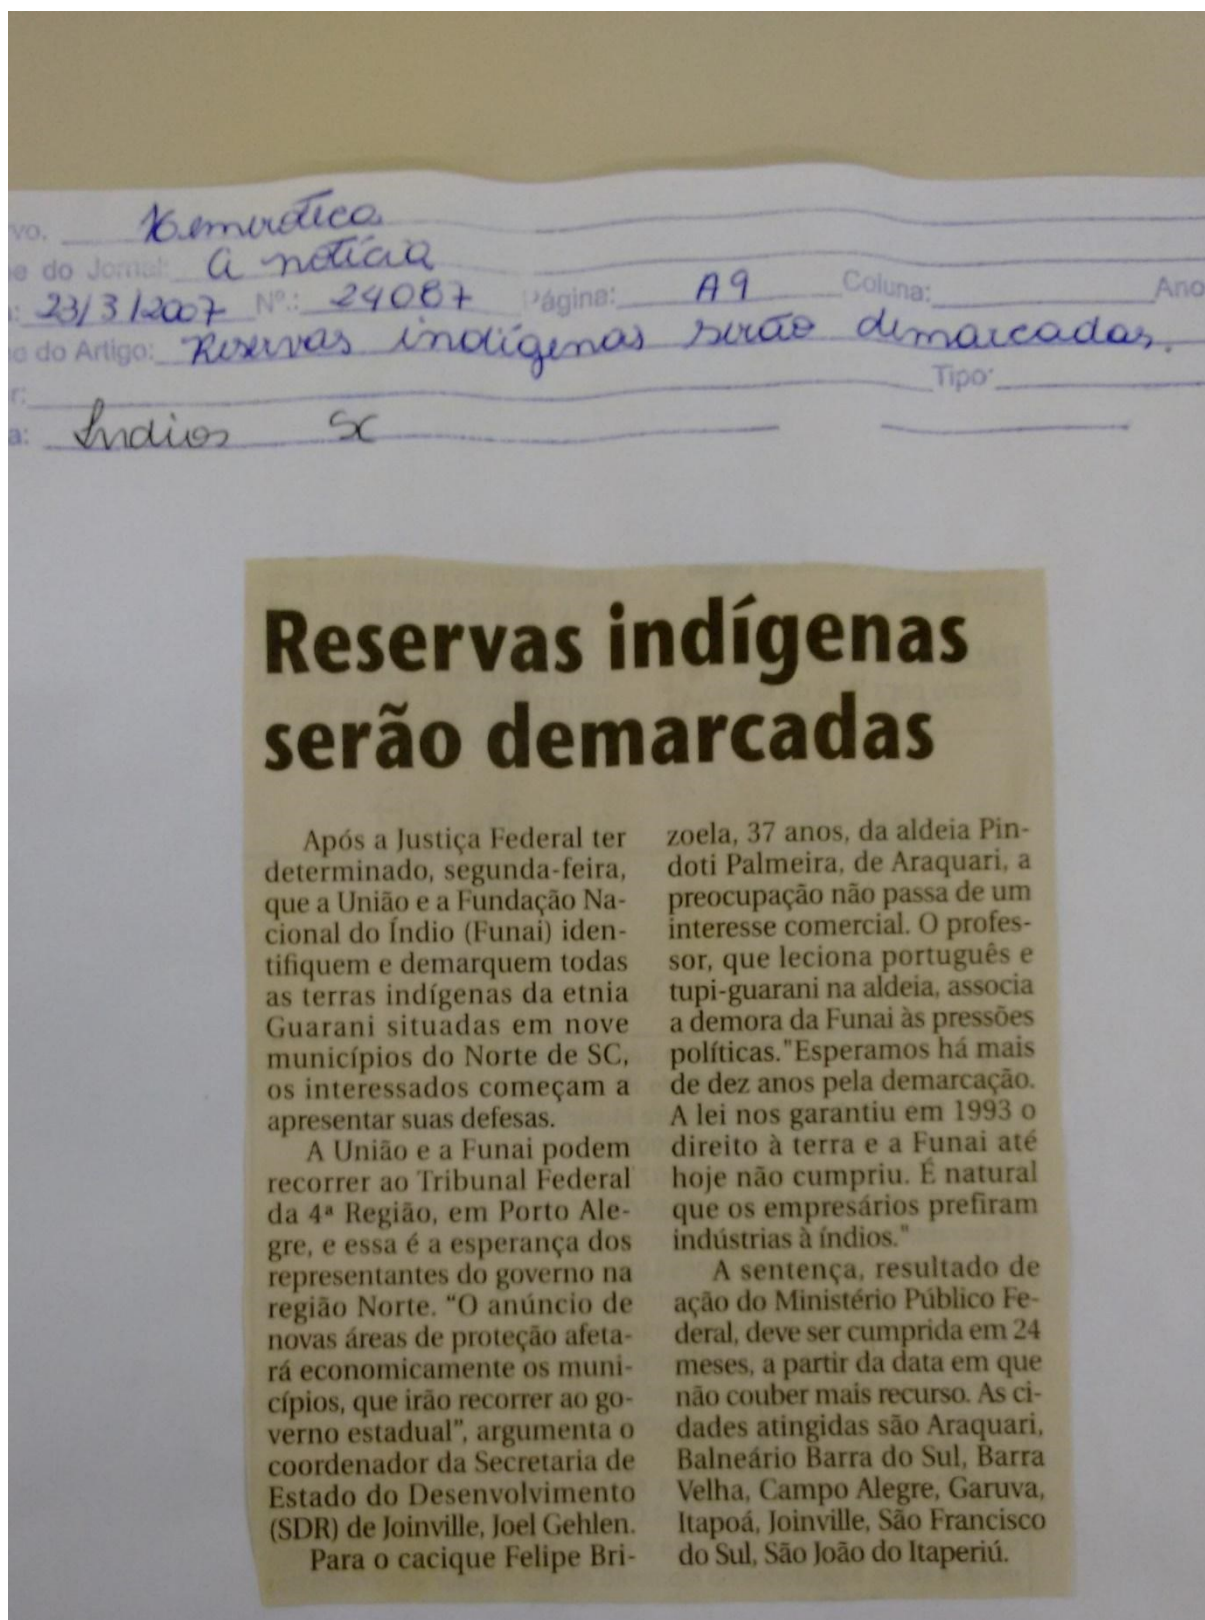 vo. Hemeroteca
e do Jornal: A notícia
: 23/3/2007 Nº.: 24087 Página: A9 Coluna: Ano
o do Artigo: Reservas indígenas serão demarcadas.
r: Tipo:
a: Índios SC
Reservas indígenas
serão demarcadas
Após a Justiça Federal ter
determinado, segunda-feira,
que a União e a Fundação Na-
cional do Índio (Funai) iden-
tifiquem e demarquem todas
as terras indígenas da etnia
Guarani situadas em nove
municípios do Norte de SC,
os interessados começam a
apresentar suas defesas.
A União e a Funai podem
recorrer ao Tribunal Federal
da 4ª Região, em Porto Ale-
gre, e essa é a esperança dos
representantes do governo na
região Norte. "O anúncio de
novas áreas de proteção afeta-
rá economicamente os muni-
cípios, que irão recorrer ao go-
verno estadual", argumenta o
coordenador da Secretaria de
Estado do Desenvolvimento
(SDR) de Joinville, Joel Gehlen.
Para o cacique Felipe Bri-
zoela, 37 anos, da aldeia Pin-
doti Palmeira, de Araquari, a
preocupação não passa de um
interesse comercial. O profes-
sor, que leciona português e
tupi-guarani na aldeia, associa
a demora da Funai às pressões
políticas."Esperamos há mais
de dez anos pela demarcação.
A lei nos garantiu em 1993 o
direito à terra e a Funai até
hoje não cumpriu. É natural
que os empresários prefiram
indústrias à índios."
A sentença, resultado de
ação do Ministério Público Fe-
deral, deve ser cumprida em 24
meses, a partir da data em que
não couber mais recurso. As ci-
dades atingidas são Araquari,
Balneário Barra do Sul, Barra
Velha, Campo Alegre, Garuva,
Itapoá, Joinville, São Francisco
do Sul, São João do Itaperiú.